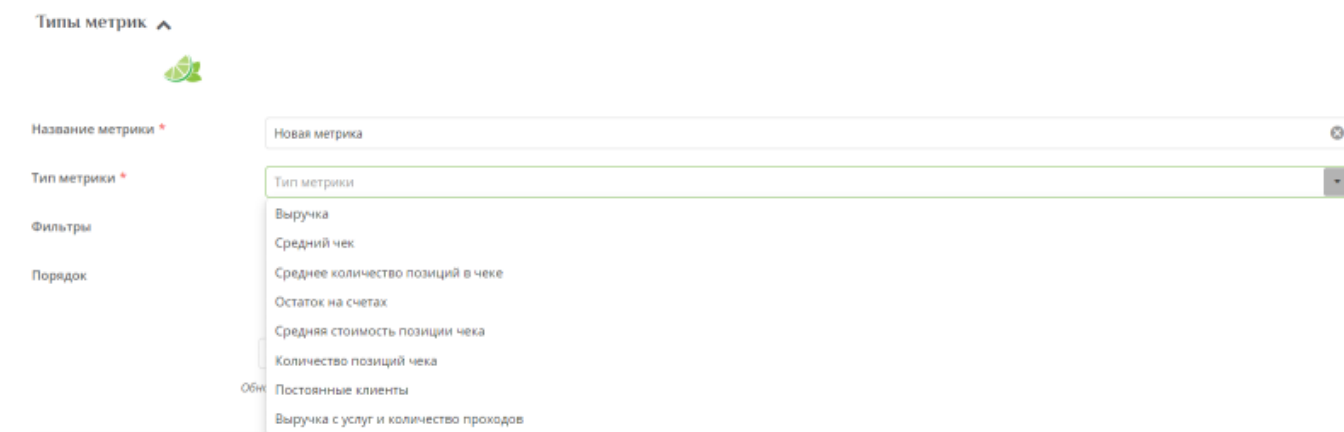 Типы метрик
Название метрики *
Новая метрика
Тип метрики *
Тип метрики
Фильтры
Порядок
Выручка
Средний чек
Среднее количество позиций в чеке
Остаток на счетах
Средняя стоимость позиции чека
Количество позиций чека
Обно
Постоянные клиенты
Выручка с услуг и количество проходов